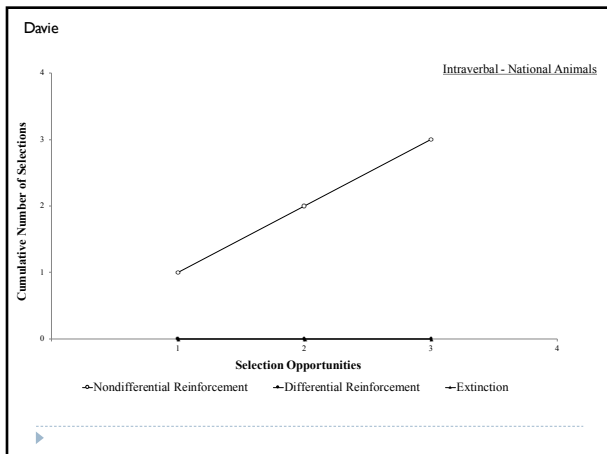 Davie
Intraverbal - National Animals
4
3
2
1
0
Cumulative Number of Selections
1 2 3 4
Selection Opportunities
Nondifferential Reinforcement Differential Reinforcement Extinction